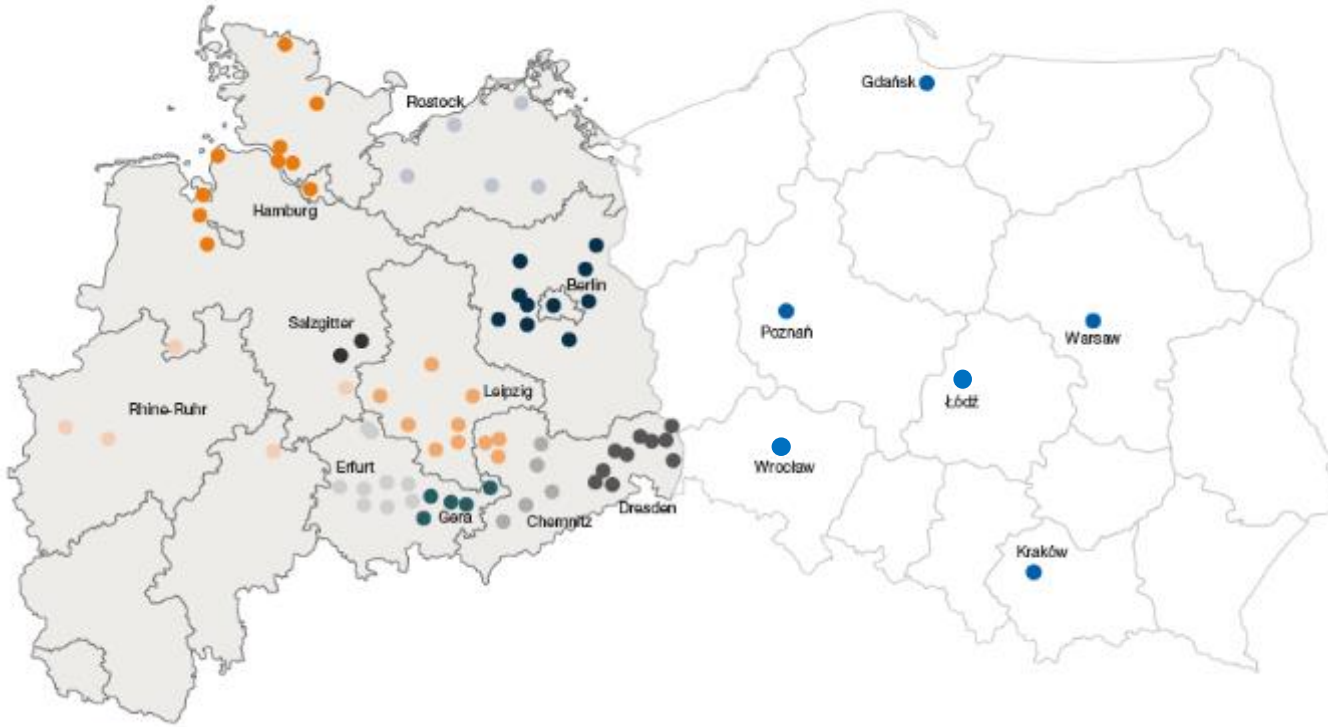 Gdańsk
Rostock
Hamburg
Berlin
Salzgitter
Poznań
Warsaw
Leipzig
Łódź
Rhine-Ruhr
Erfurt
Wrocław
Gera
Chemnitz
Dresden
Kraków